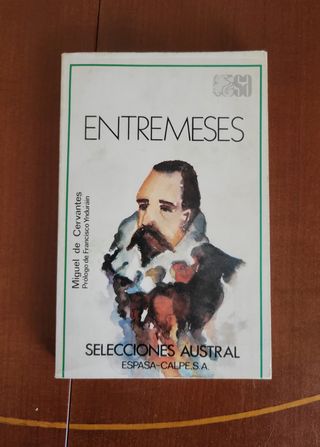 ENTREMESES
Miguel de Cervantes
Prólogo de Francisco Ynduráin
SELECCIONES AUSTRAL
ESPASA-CALPE, S. A.